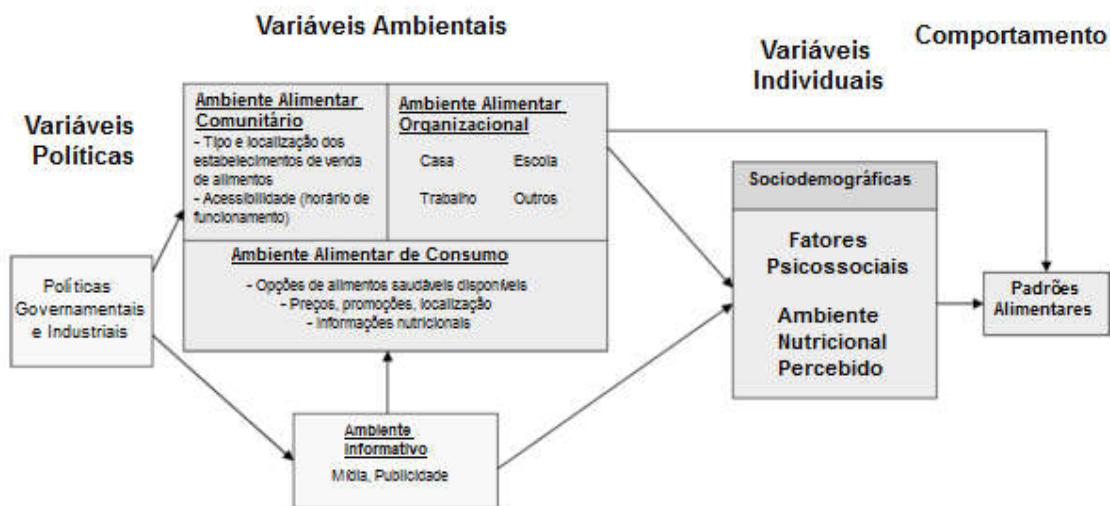 Variáveis Ambientais
Comportamento
Variáveis
Individuais
Variáveis
Políticas
Ambiente Alimentar
Comunitário
- Tipo e localização dos
estabelecimentos de venda
de alimentos
- Acessibilidade (horário de
funcionamento)
Ambiente Alimentar
Organizacional
Casa Escola
Trabalho Outros
Ambiente Alimentar de Consumo
- Opções de alimentos saudáveis disponíveis
- Preços, promoções, localização
- Informações nutricionais
Políticas
Governamentais
e Industriais
Ambiente
Informativo
Mídia, Publicidade
Sociodemográficas
Fatores
Psicossociais
Ambiente
Nutricional
Percebido
Padrões
Alimentares